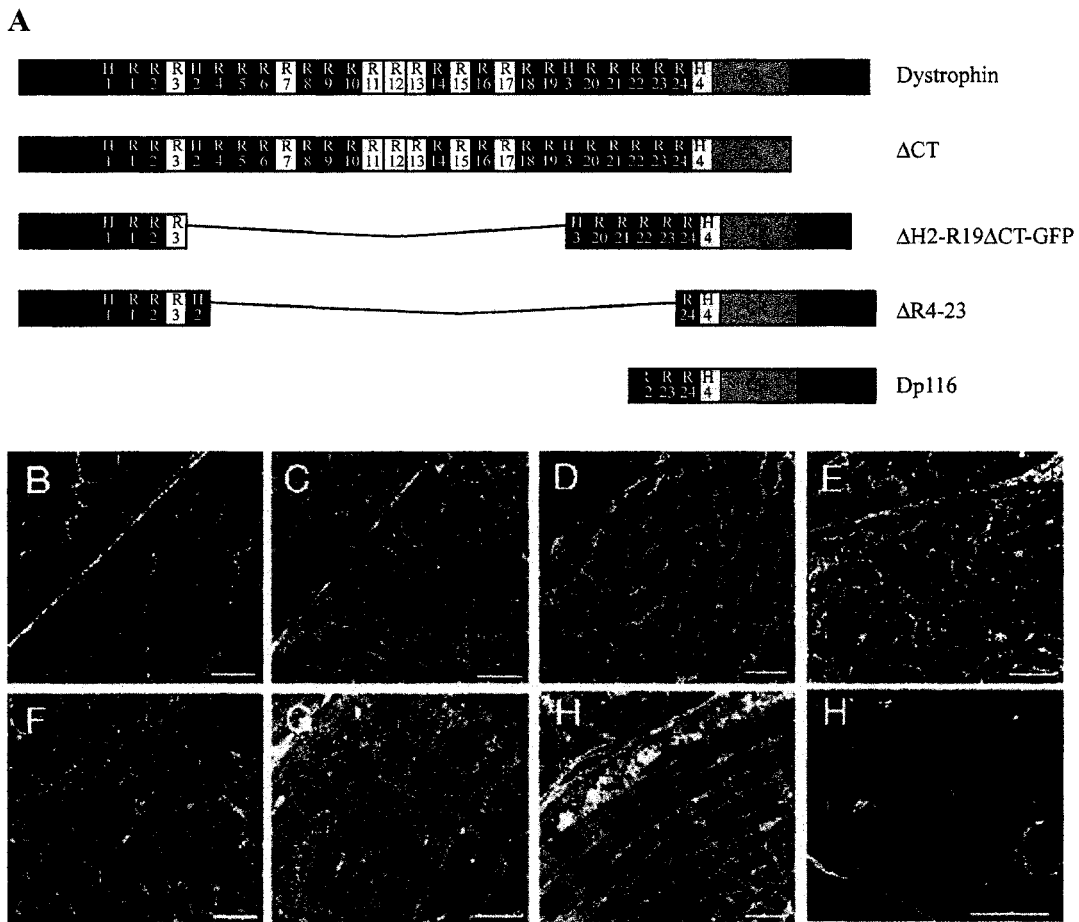 A
H R R R H R R R R R R R R R R R R R R R H R R R R R H
1 1 2 3 2 4 5 6 7 8 9 10 11 12 13 14 15 16 17 18 19 3 20 21 22 23 24 4
Dystrophin
H R R R H R R R R R R R R R R R R R R R R H R R R R R H
1 1 2 3 2 4 5 6 7 8 9 10 11 12 13 14 15 16 17 18 19 3 20 21 22 23 24 4
ΔCT
H R R R H R R R R R H
1 1 2 3 3 20 21 22 23 24 4
ΔH2-R19ΔCT-GFP
H R R R H R H
1 1 2 3 2 24 4
ΔR4-23
R R H
2 23 24 4
Dp116
B C D E
F G H H'